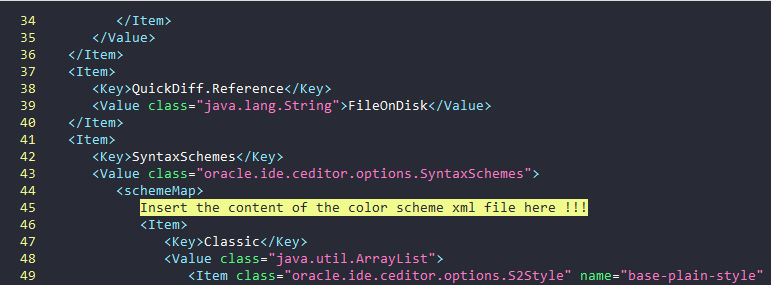 34 </Item>
35 </Value>
36 </Item>
37 <Item>
38 <Key>QuickDiff.Reference</Key>
39 <Value class="java.lang.String">FileOnDisk</Value>
40 </Item>
41 <Item>
42 <Key>SyntaxSchemes</Key>
43 <Value class="oracle.ide.ceditor.options.SyntaxSchemes">
44 <schemeMap>
45 Insert the content of the color scheme xml file here !!!
46 <Item>
47 <Key>Classic</Key>
48 <Value class="java.util.ArrayList">
49 <Item class="oracle.ide.ceditor.options.S2Style" name="base-plain-style"